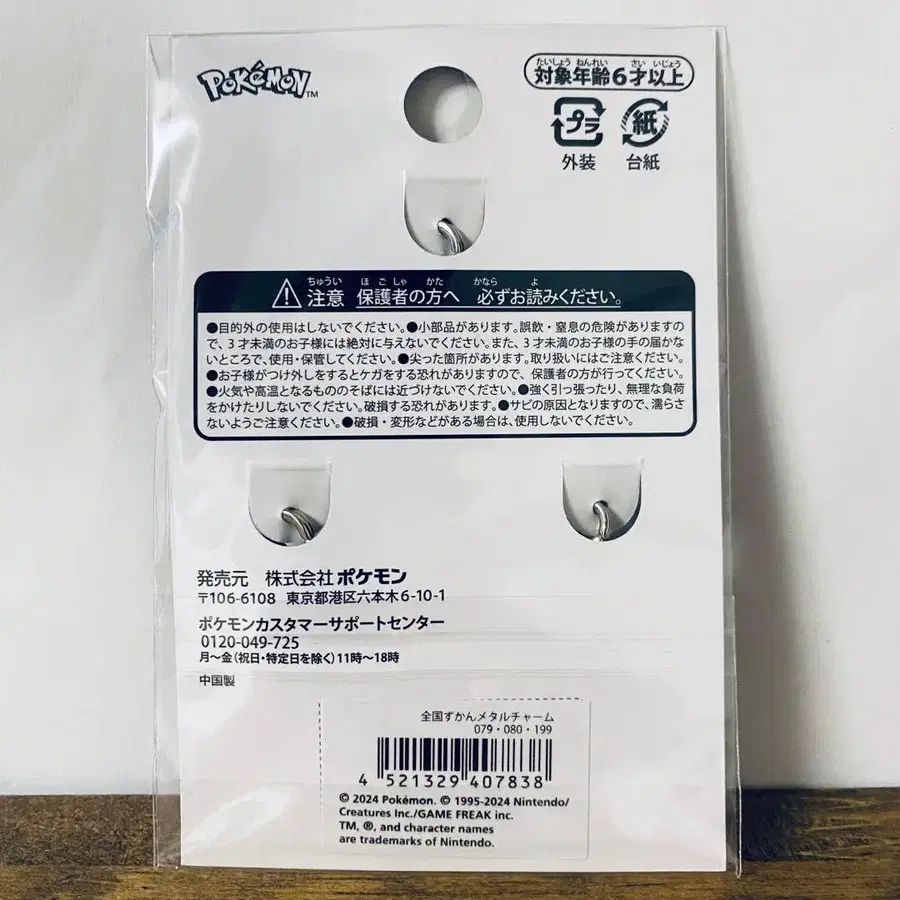 POKéMON™
たいしょう ねんれい さい いじょう
対象年齢6才以上
プラ 紙
外装 台紙
ちゅうい ほごしゃ かた かなら よ
注意 保護者の方へ 必ずお読みください。
●目的外の使用はしないでください。●小部品があります。誤飲・窒息の危険がありますの
で、3才未満のお子様には絶対に与えないでください。また、3才未満のお子様の手の届かな
いところで、使用・保管してください。●尖った箇所があります。取り扱いにはご注意ください。
●お子様がつけ外しをするとケガをする恐れがありますので、保護者の方が行ってください。
●火気や高温となるもののそばには近づけないでください。●強く引っ張ったり、無理な負荷
をかけたりしないでください。破損する恐れがあります。●サビの原因となりますので、濡らさ
ないようご注意ください。●破損・変形などがある場合は、使用しないでください。
発売元 株式会社ポケモン
〒106-6108 東京都港区六本木6-10-1
ポケモンカスタマーサポートセンター
0120-049-725
月～金(祝日・特定日を除く)11時～18時
中国製
全国ずかんメタルチャーム
079・080・199
4 521329 407838
© 2024 Pokémon. © 1995-2024 Nintendo/
Creatures Inc./GAME FREAK inc.
TM, ®, and character names
are trademarks of Nintendo.